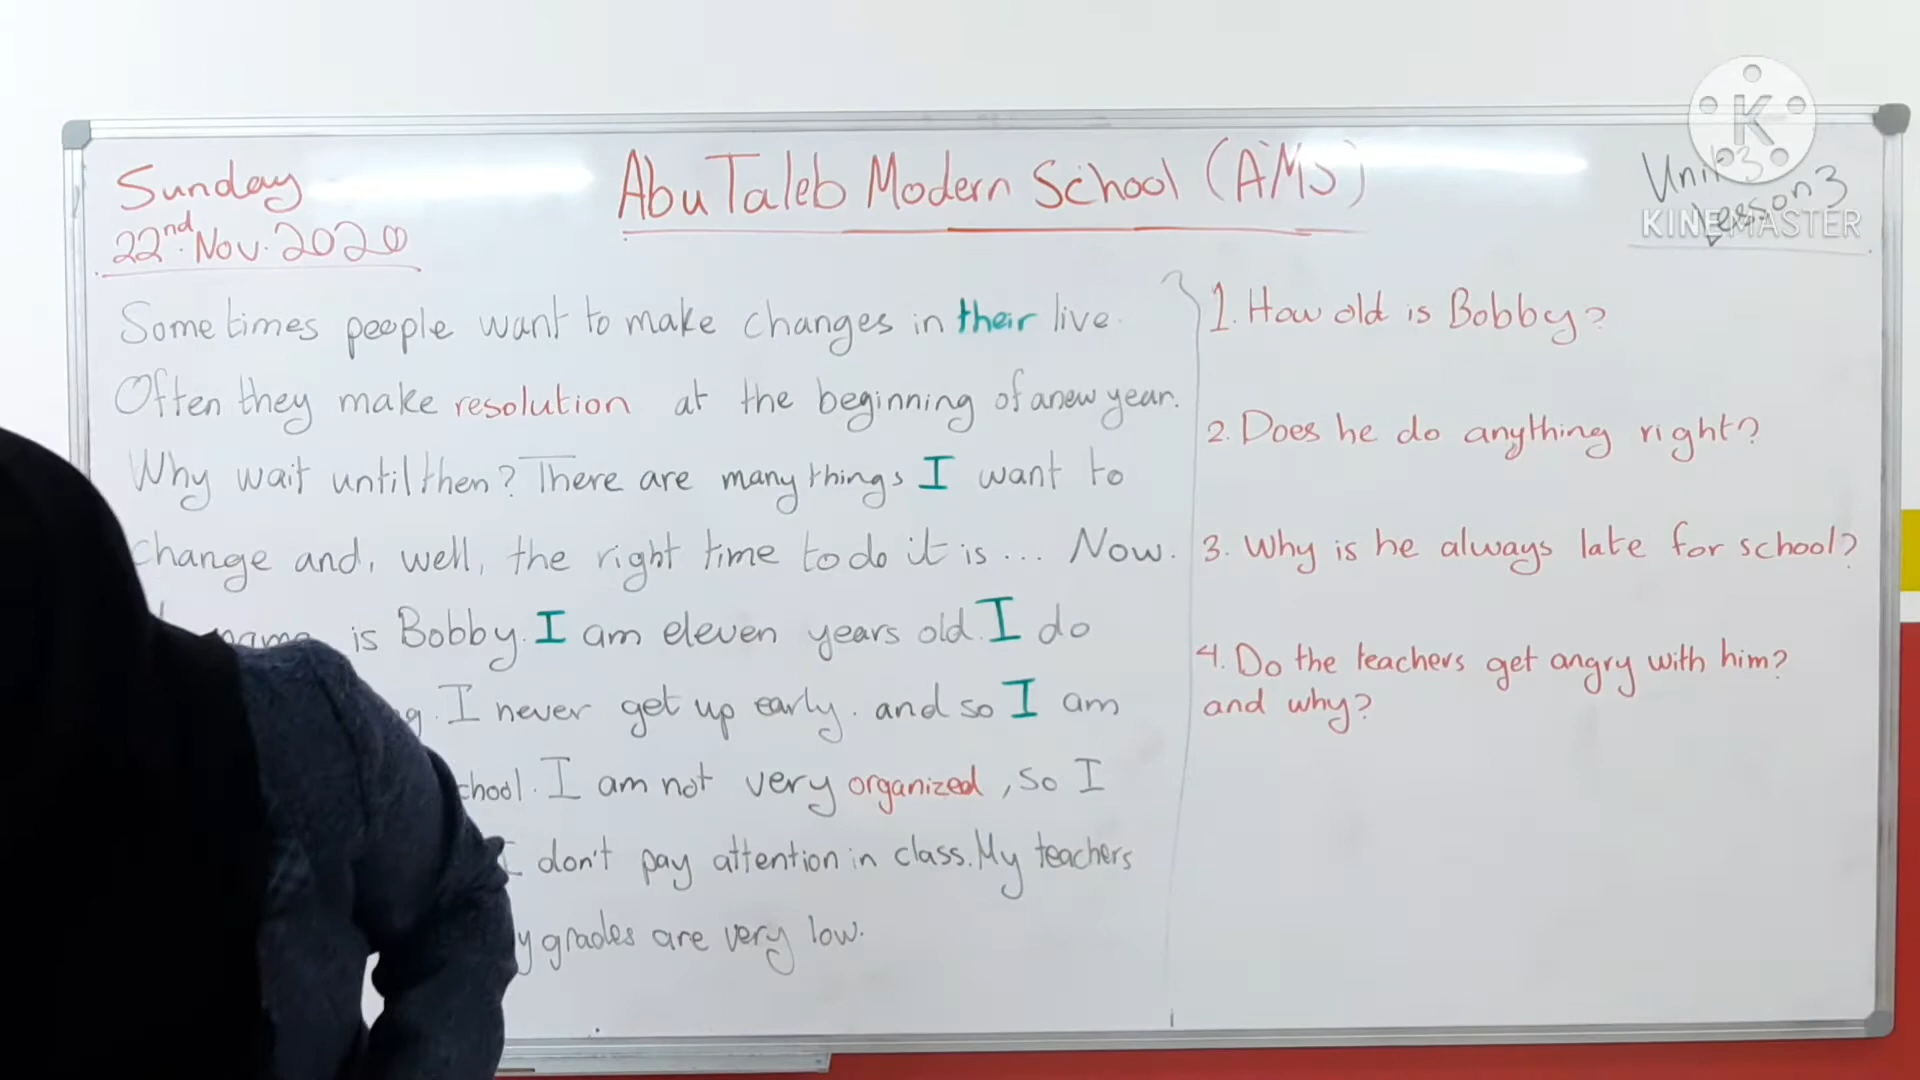 Sunday
22nd. Nov. 2020
Abu Taleb Modern School (AMS)
Unit 3
Lesson 3
KINEMASTER
Sometimes people want to make changes in their live.
Often they make resolution at the beginning of a new year.
Why wait until then? There are many things I want to
change and, well, the right time to do it is ... Now.
name is Bobby. I am eleven years old. I do
I never get up early. and so I am
I am not very organized, so I
I don't pay attention in class. My teachers
grades are very low.
1. How old is Bobby?
2. Does he do anything right?
3. Why is he always late for school?
4. Do the teachers get angry with him?
and why?